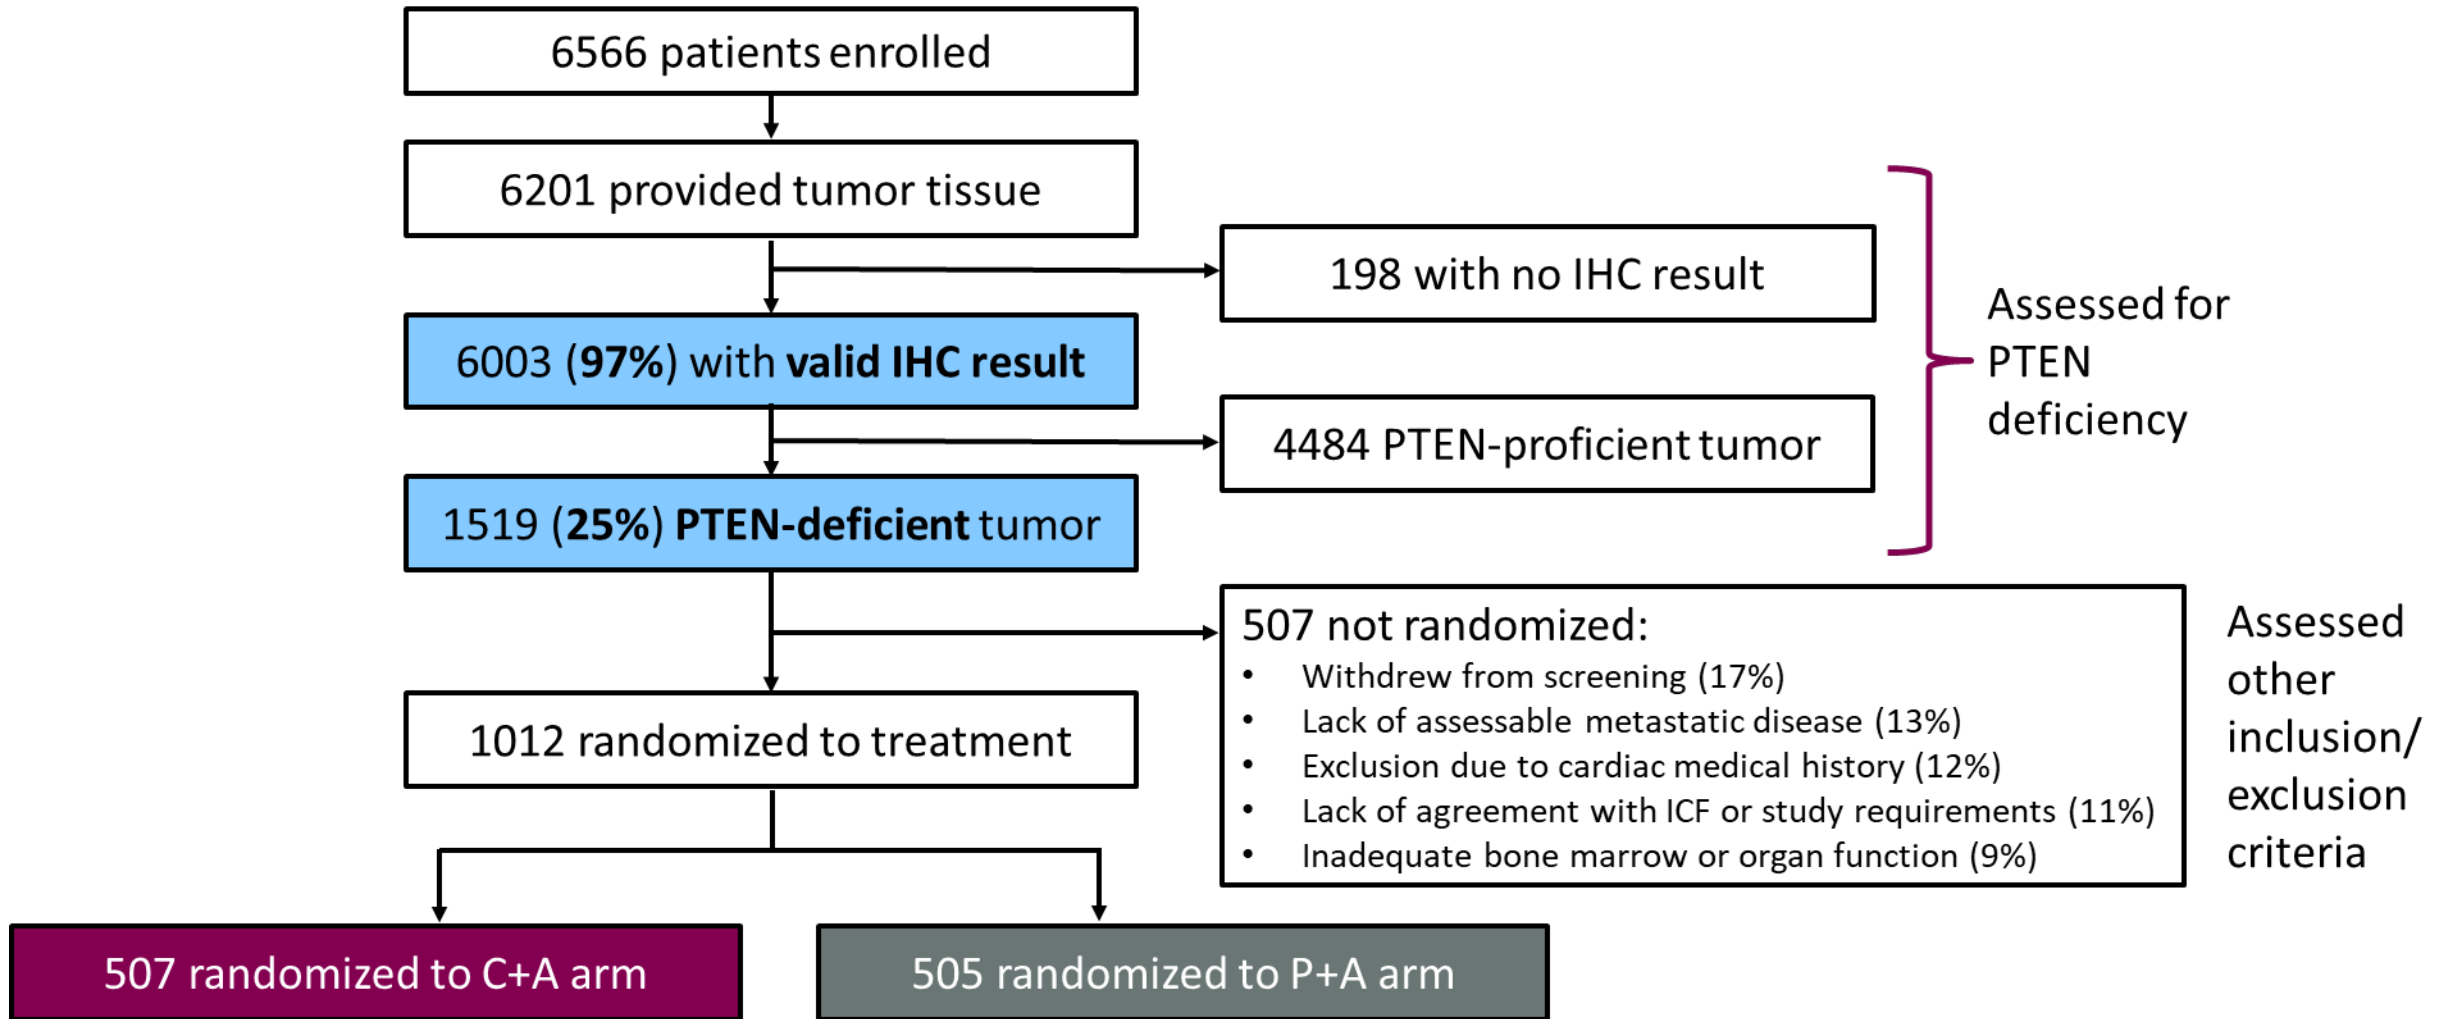 6566 patients enrolled
6201 provided tumor tissue
198 with no IHC result
6003 (97%) with valid IHC result
4484 PTEN-proficient tumor
1519 (25%) PTEN-deficient tumor
Assessed for
PTEN
deficiency
507 not randomized:
• Withdrew from screening (17%)
• Lack of assessable metastatic disease (13%)
• Exclusion due to cardiac medical history (12%)
• Lack of agreement with ICF or study requirements (11%)
• Inadequate bone marrow or organ function (9%)
Assessed
other
inclusion/
exclusion
criteria
1012 randomized to treatment
507 randomized to C+A arm
505 randomized to P+A arm